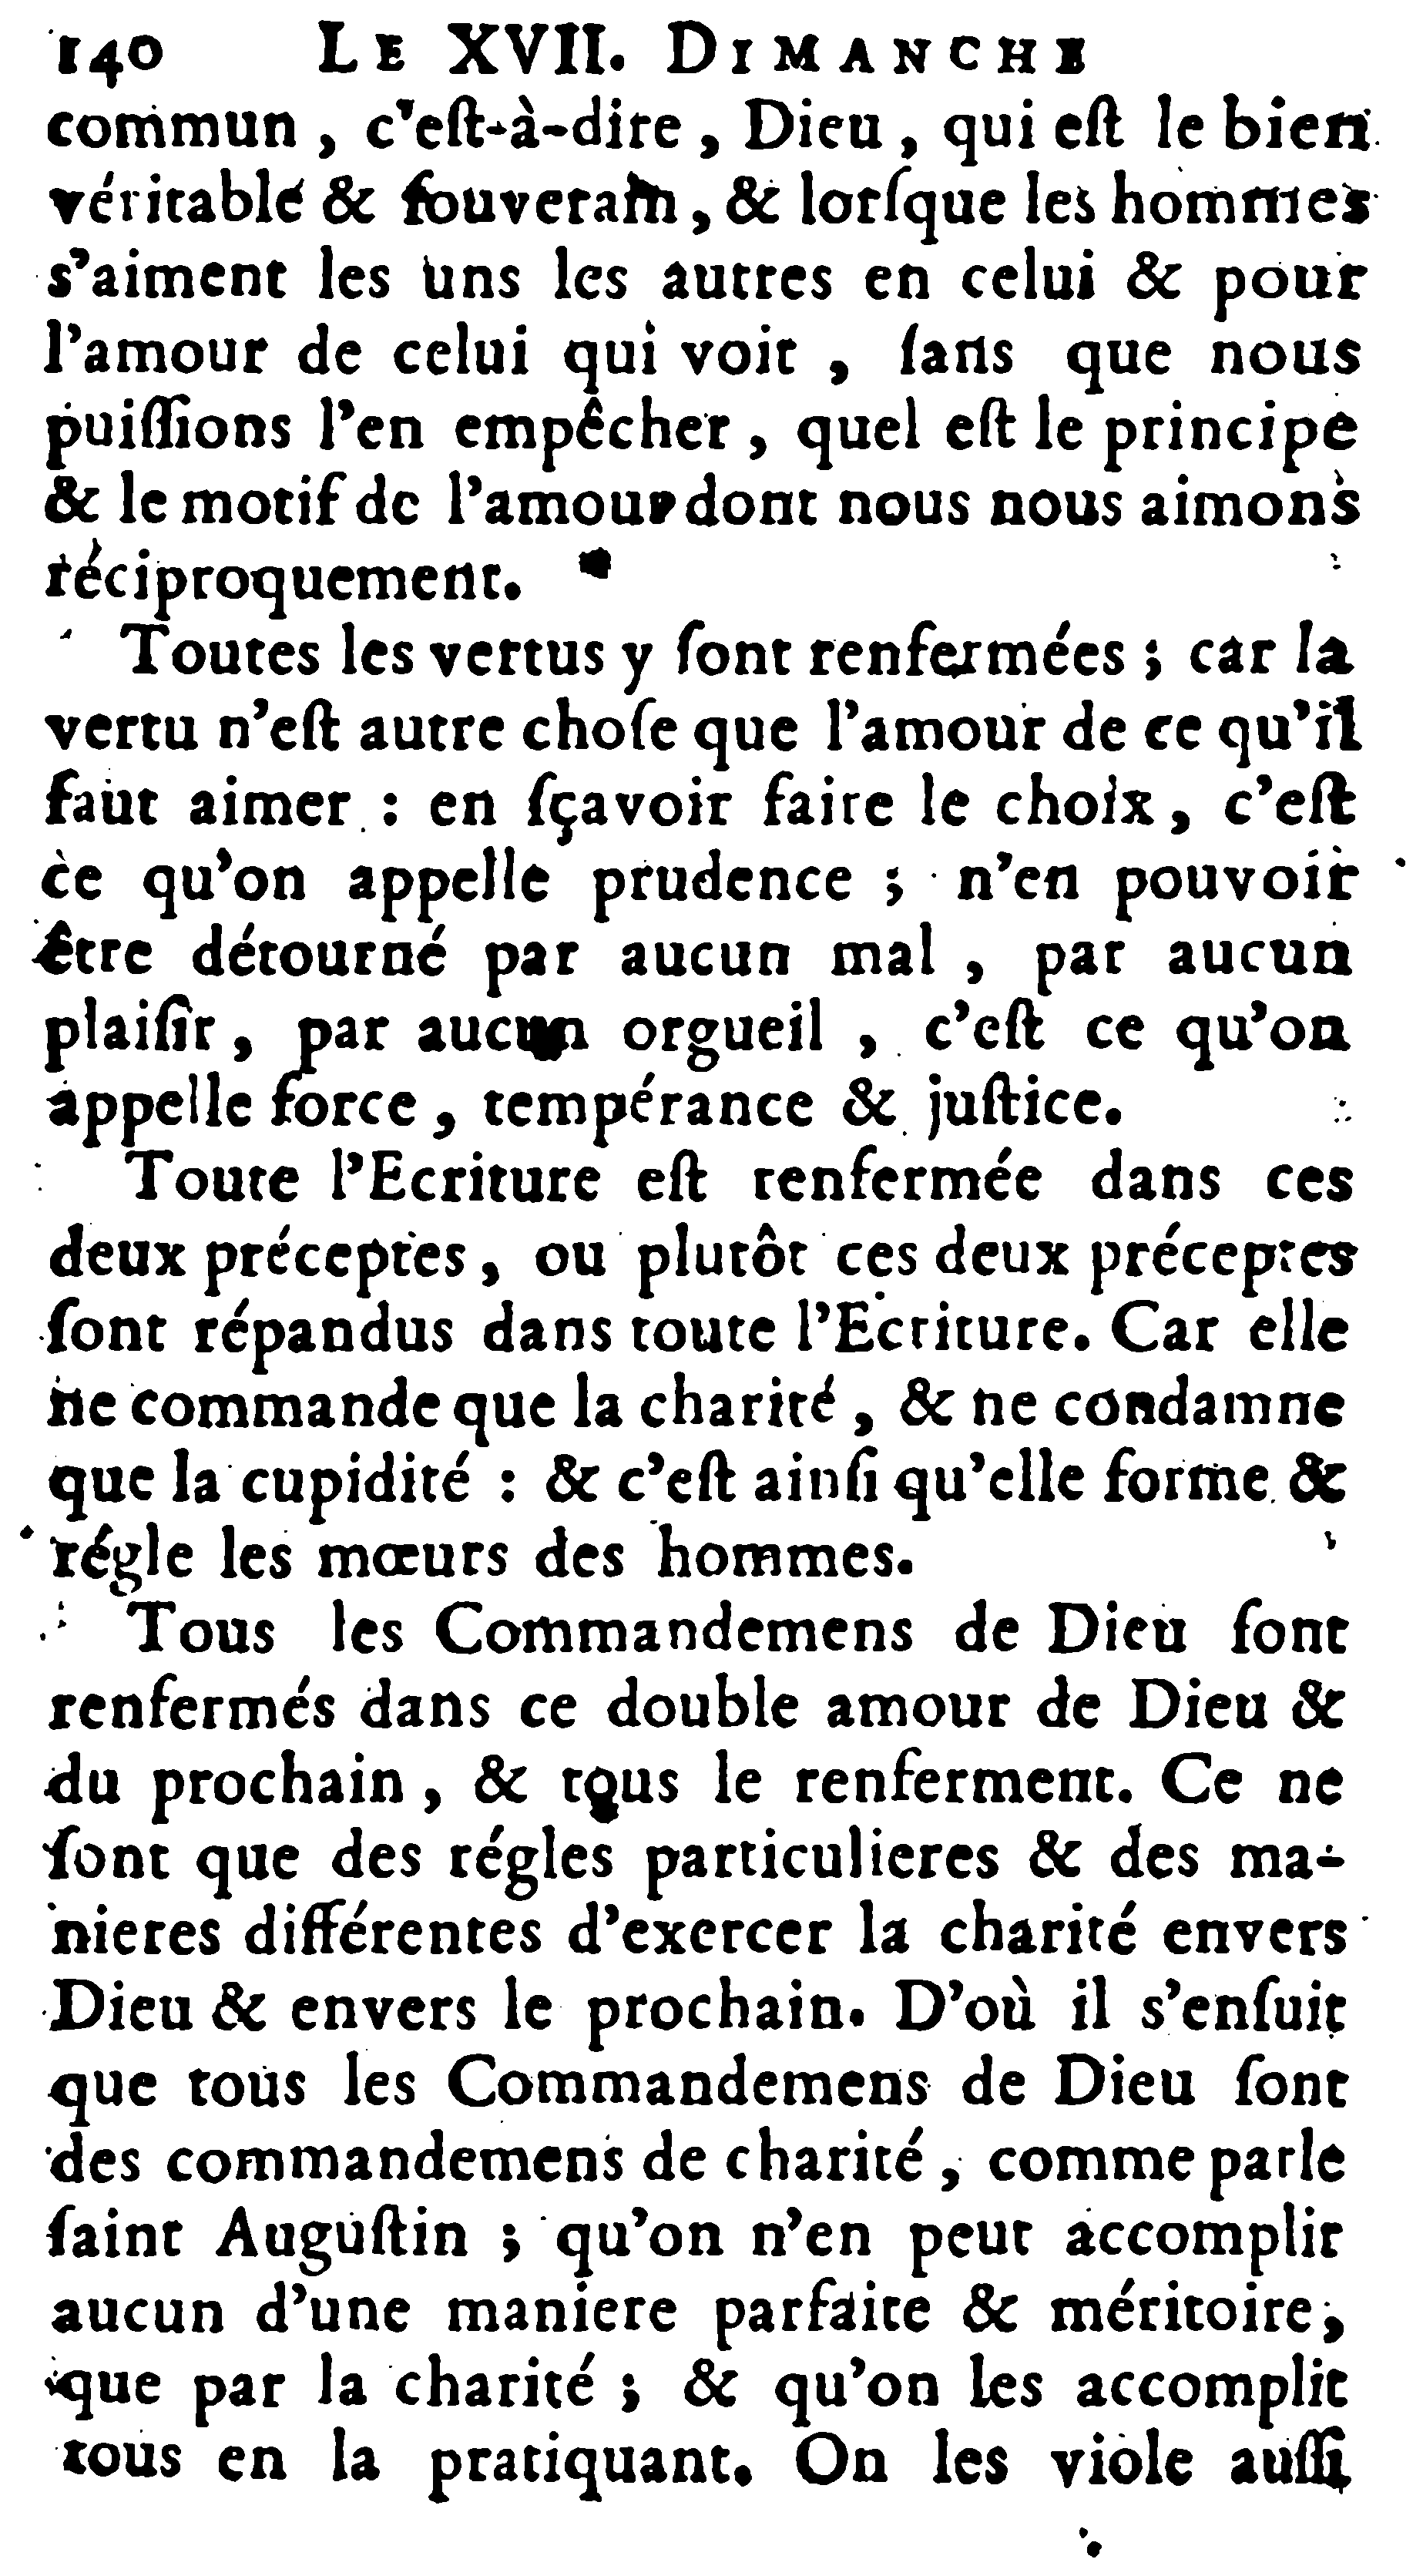 140 LE XVII. DIMANCHE
commun, c'eſt-à-dire, Dieu, qui eſt le bien
véritable & ſouverain, & lorſque les hommes
s'aiment les uns les autres en celui & pour
l'amour de celui qui voit, ſans que nous
puiſſions l'en empêcher, quel eſt le principe
& le motif de l'amour dont nous nous aimons
réciproquement.
Toutes les vertus y ſont renfermées ; car la
vertu n'eſt autre choſe que l'amour de ce qu'il
faut aimer : en ſçavoir faire le choix, c'eſt
ce qu'on appelle prudence ; n'en pouvoir
être détourné par aucun mal, par aucun
plaiſir, par aucun orgueil, c'eſt ce qu'on
appelle force, tempérance & juſtice.
Toute l'Ecriture eſt renfermée dans ces
deux préceptes, ou plutôt ces deux préceptes
ſont répandus dans toute l'Ecriture. Car elle
ne commande que la charité, & ne condamne
que la cupidité : & c'eſt ainſi qu'elle forme &
régle les mœurs des hommes.
Tous les Commandemens de Dieu ſont
renfermés dans ce double amour de Dieu &
du prochain, & tous le renferment. Ce ne
ſont que des régles particulieres & des ma-
nieres différentes d'exercer la charité envers
Dieu & envers le prochain. D'où il s'enſuit
que tous les Commandemens de Dieu ſont
des commandemens de charité, comme parle
ſaint Auguſtin ; qu'on n'en peut accomplir
aucun d'une maniere parfaite & méritoire,
que par la charité ; & qu'on les accomplit
tous en la pratiquant. On les viole auſſi